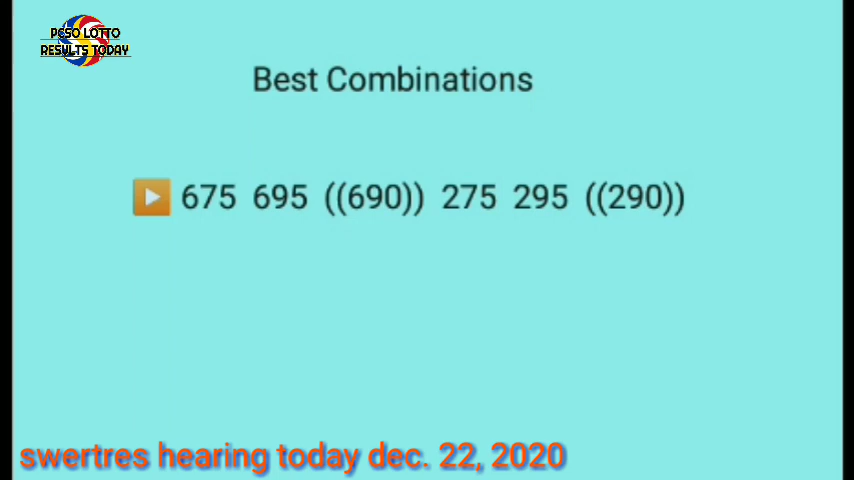 PCSO LOTTO
RESULTS TODAY
Best Combinations
675 695 ((690)) 275 295 ((290))
swertres hearing today dec. 22, 2020